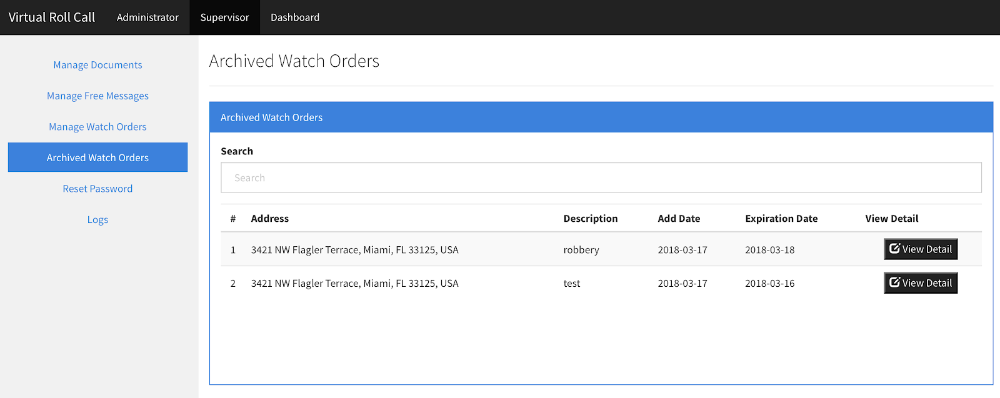 Virtual Roll Call Administrator Supervisor Dashboard
Manage Documents
Manage Free Messages
Manage Watch Orders
Archived Watch Orders
Reset Password
Logs
Archived Watch Orders
Archived Watch Orders
Search
Search
# Address Description Add Date Expiration Date View Detail
1 3421 NW Flagler Terrace, Miami, FL 33125, USA robbery 2018-03-17 2018-03-18 View Detail
2 3421 NW Flagler Terrace, Miami, FL 33125, USA test 2018-03-17 2018-03-16 View Detail